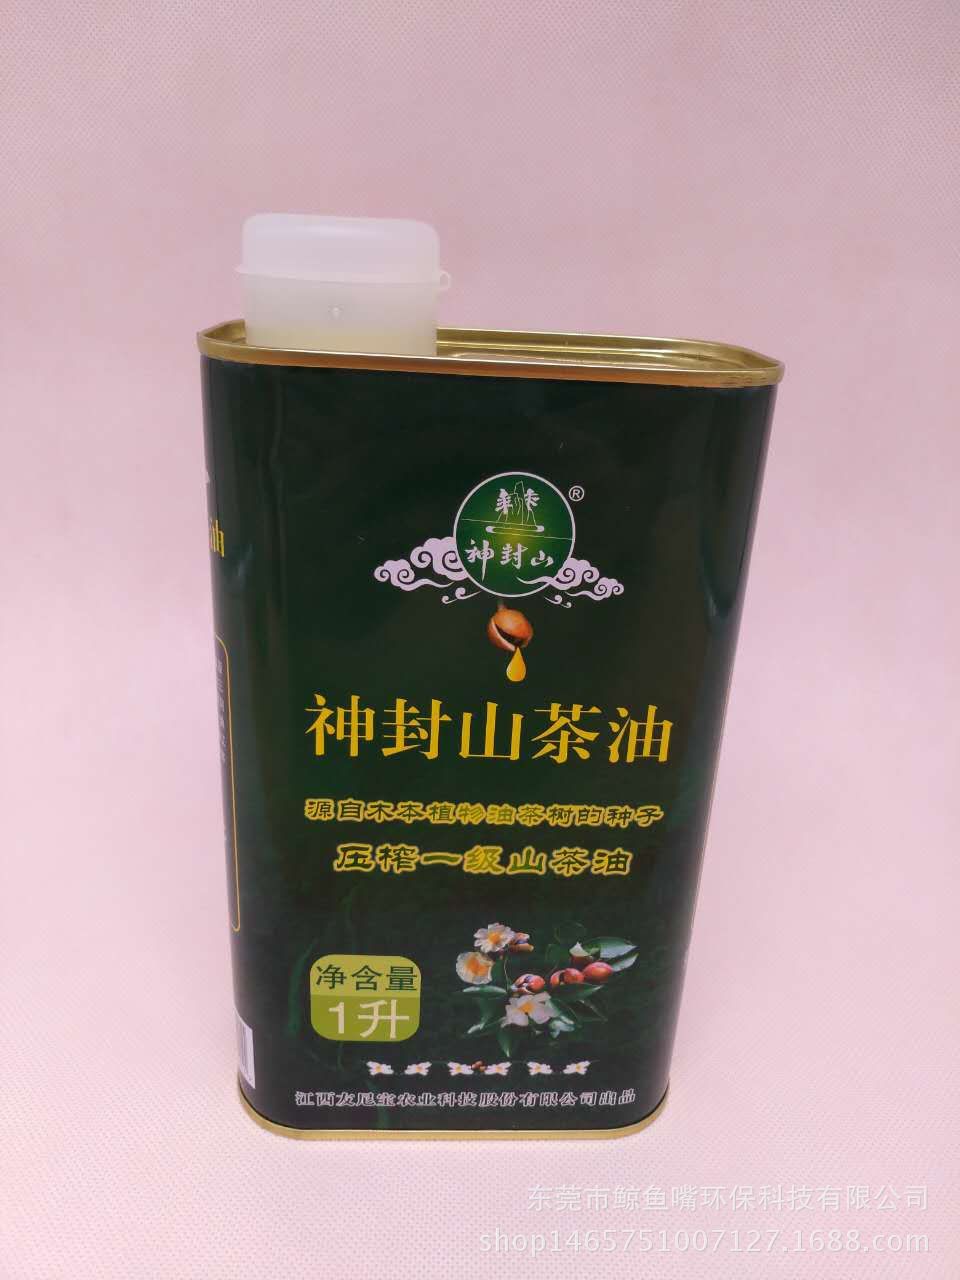 ®
神封山
神封山茶油
源自木本植物油茶树的种子
压榨一级山茶油
净含量
1升
江西友尼宝农业科技股份有限公司出品
油
东莞市鲸鱼嘴环保科技有限公司
shop1465751007127.1688.com